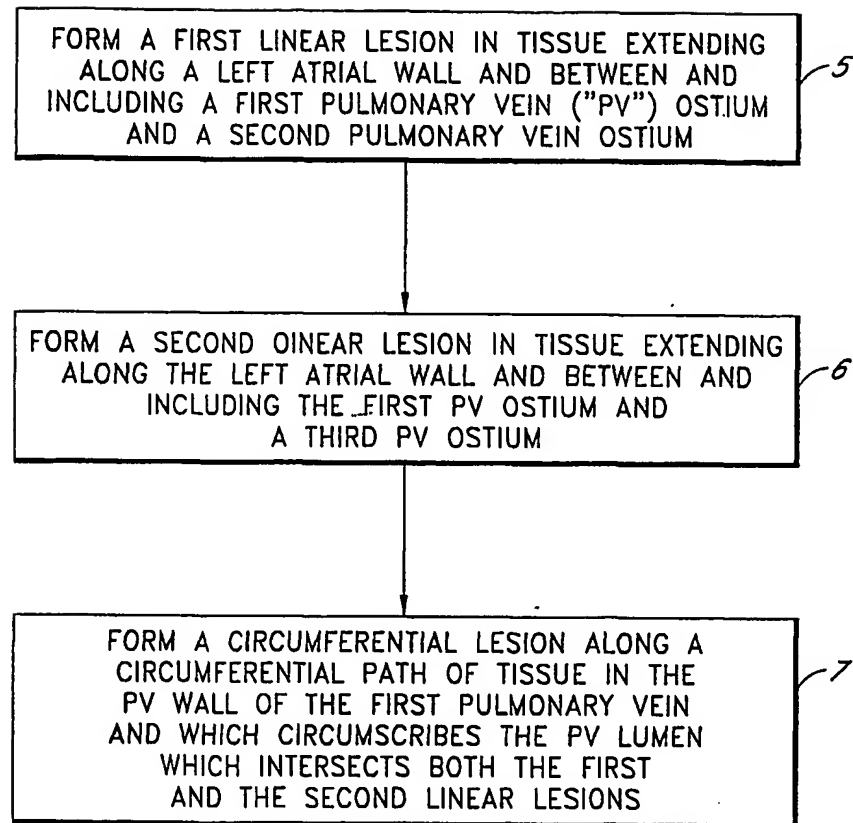 FORM A FIRST LINEAR LESION IN TISSUE EXTENDING
ALONG A LEFT ATRIAL WALL AND BETWEEN AND
INCLUDING A FIRST PULMONARY VEIN ("PV") OSTIUM
AND A SECOND PULMONARY VEIN OSTIUM
5
FORM A SECOND OINEAR LESION IN TISSUE EXTENDING
ALONG THE LEFT ATRIAL WALL AND BETWEEN AND
INCLUDING THE FIRST PV OSTIUM AND
A THIRD PV OSTIUM
6
FORM A CIRCUMFERENTIAL LESION ALONG A
CIRCUMFERENTIAL PATH OF TISSUE IN THE
PV WALL OF THE FIRST PULMONARY VEIN
AND WHICH CIRCUMSCRIBES THE PV LUMEN
WHICH INTERSECTS BOTH THE FIRST
AND THE SECOND LINEAR LESIONS
7